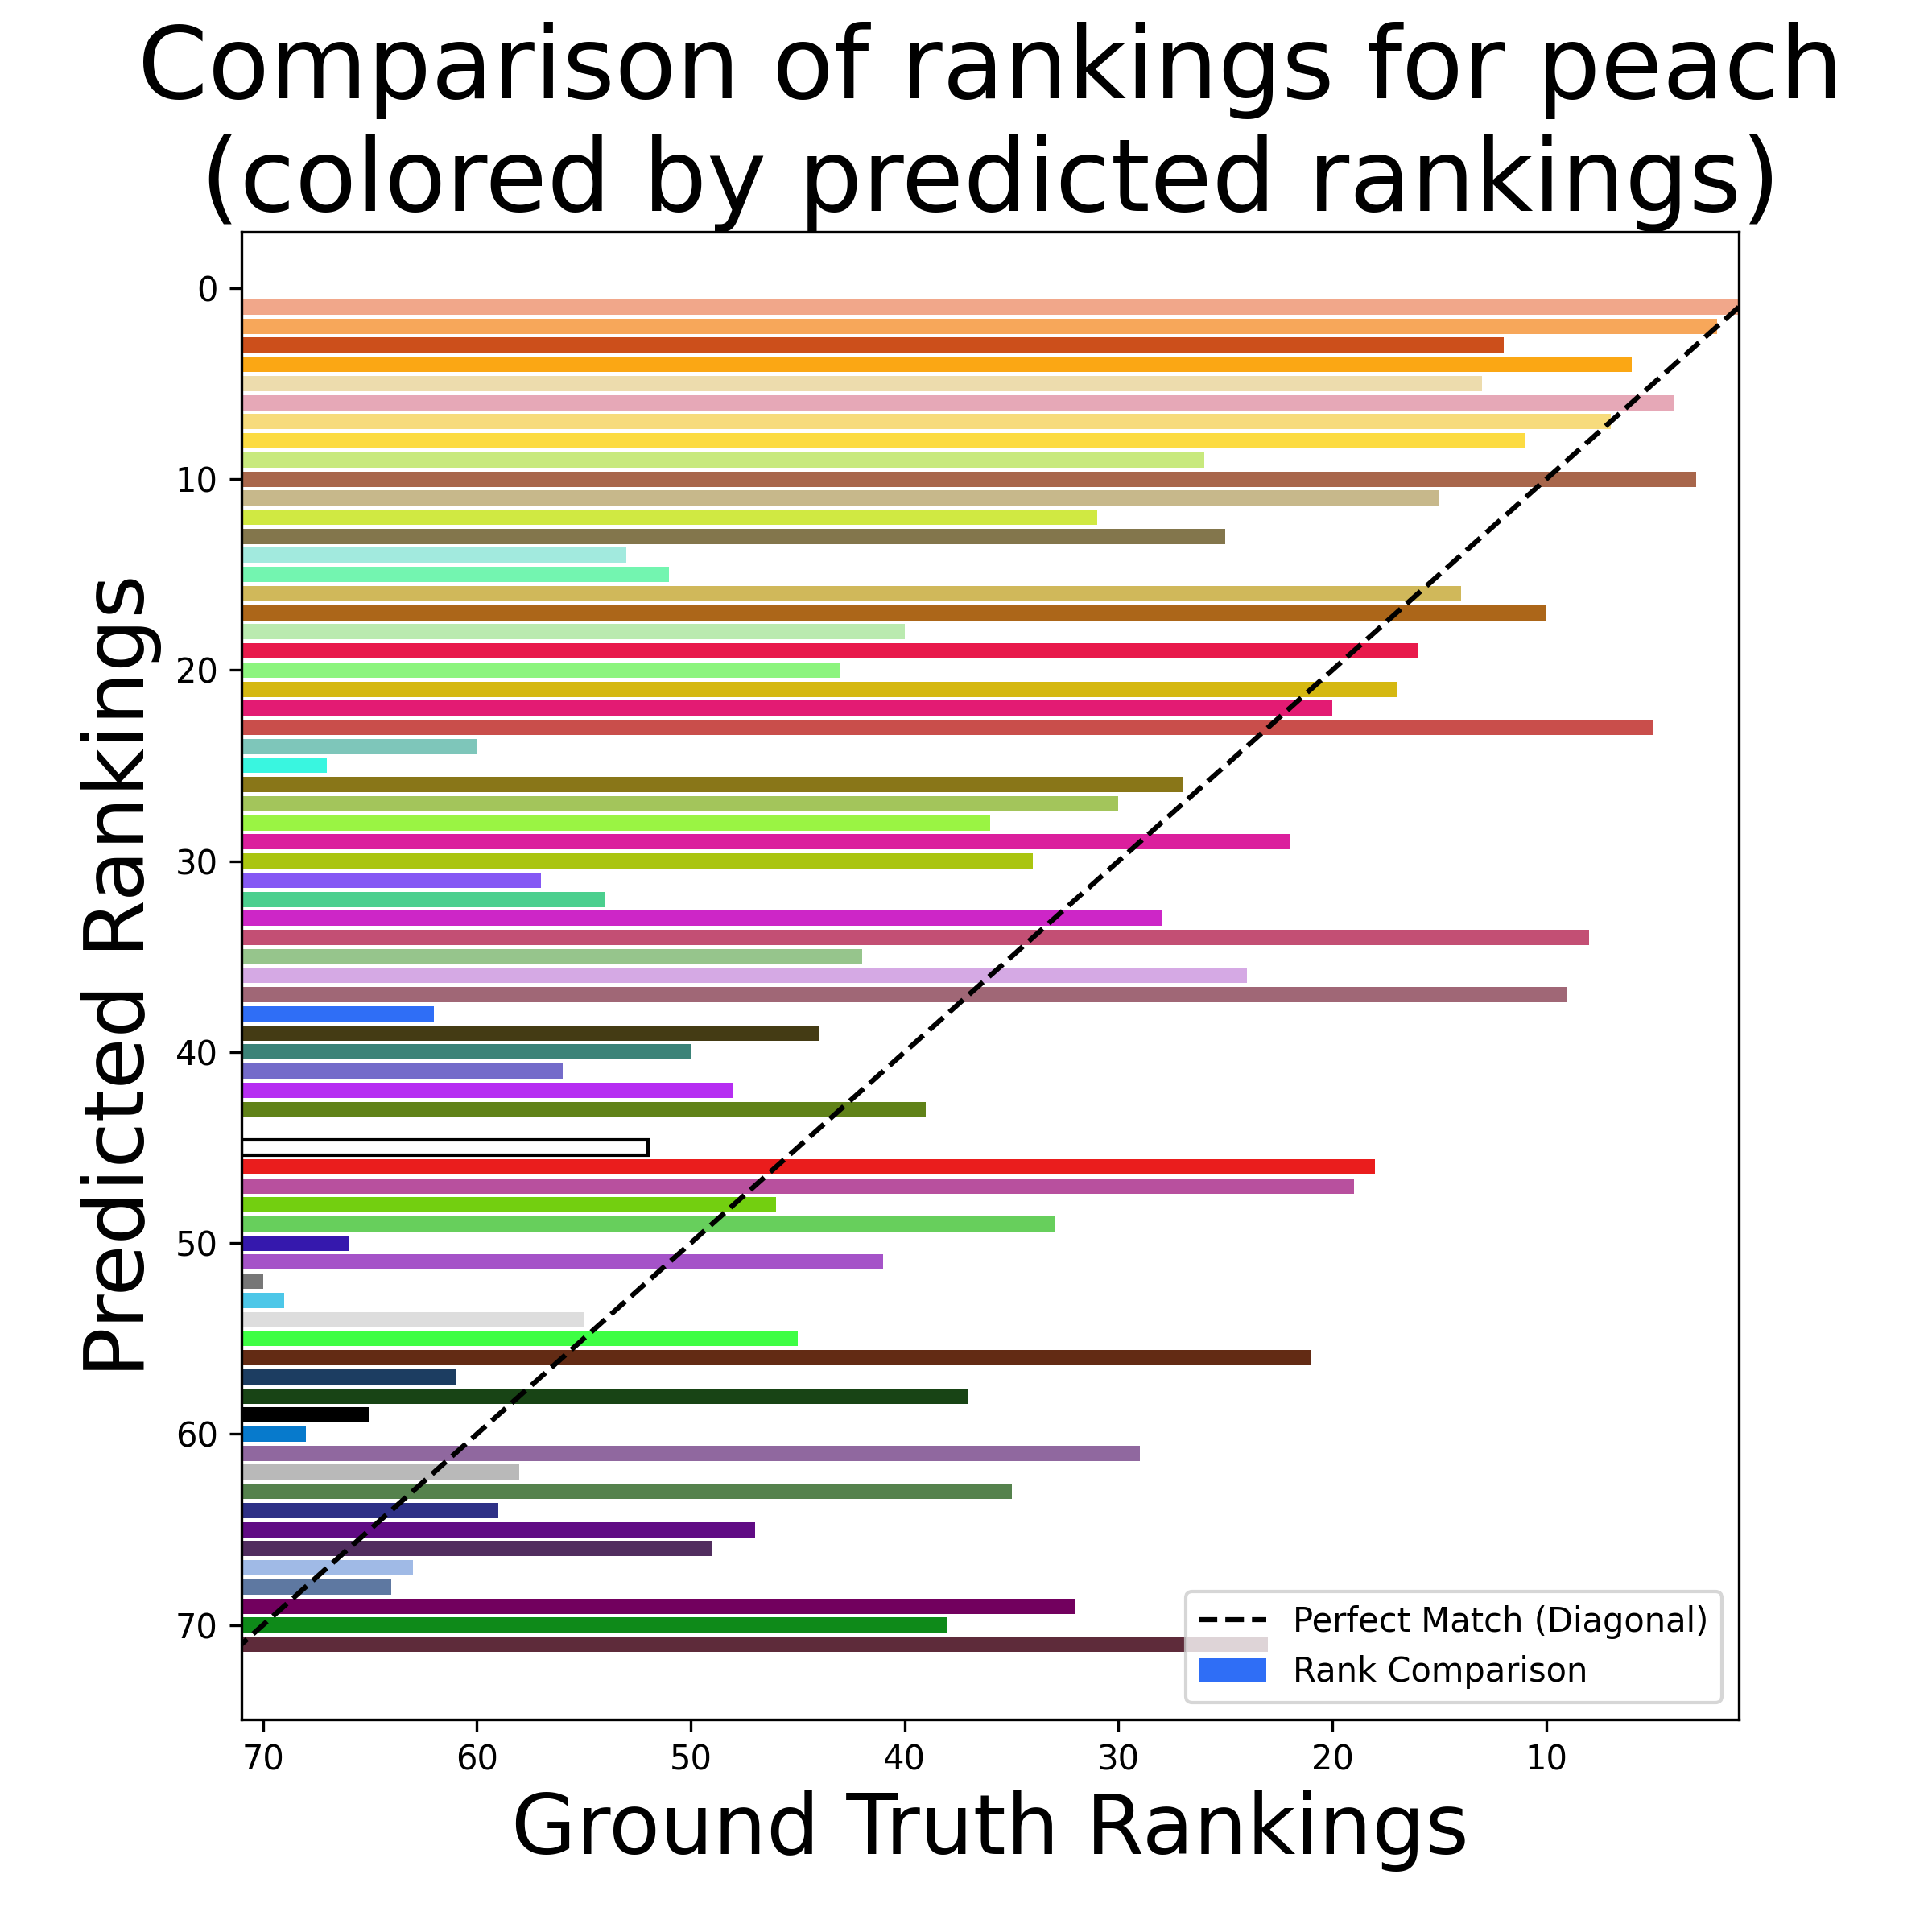 Comparison of rankings for peach
(colored by predicted rankings)
Predicted Rankings
0
10
20
30
40
50
60
70
Perfect Match (Diagonal)
Rank Comparison
70 60 50 40 30 20 10
Ground Truth Rankings